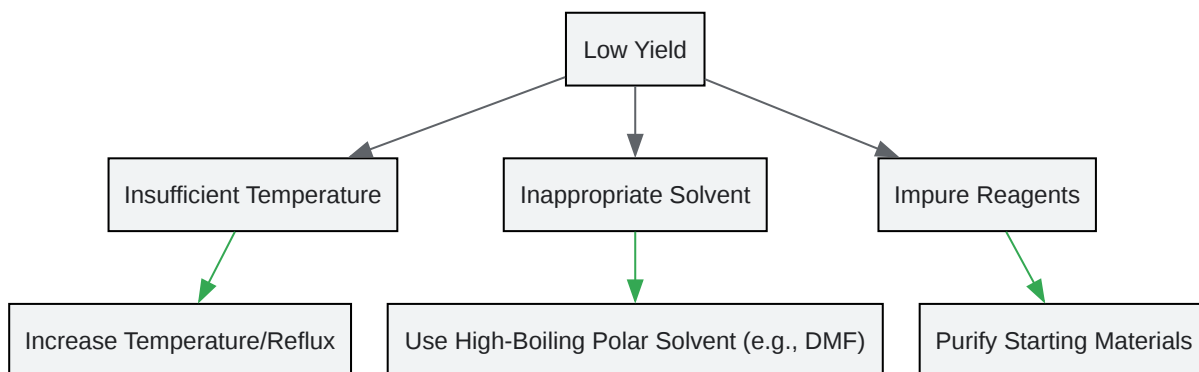 Low Yield
Insufficient Temperature
Inappropriate Solvent
Impure Reagents
Increase Temperature/Reflux
Use High-Boiling Polar Solvent (e.g., DMF)
Purify Starting Materials